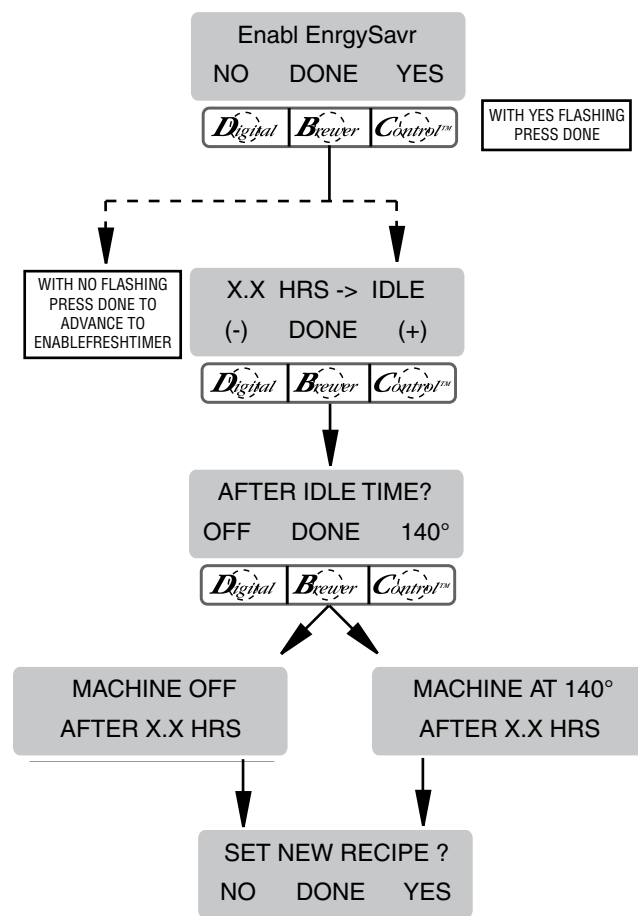 Enabl EnrgySavr
NO DONE YES
Digital Brewer Control™
WITH YES FLASHING
PRESS DONE
WITH NO FLASHING
PRESS DONE TO
ADVANCE TO
ENABLEFRESHTIMER
X.X HRS -> IDLE
(-) DONE (+)
Digital Brewer Control™
AFTER IDLE TIME?
OFF DONE 140°
Digital Brewer Control™
MACHINE OFF
AFTER X.X HRS
MACHINE AT 140°
AFTER X.X HRS
SET NEW RECIPE ?
NO DONE YES